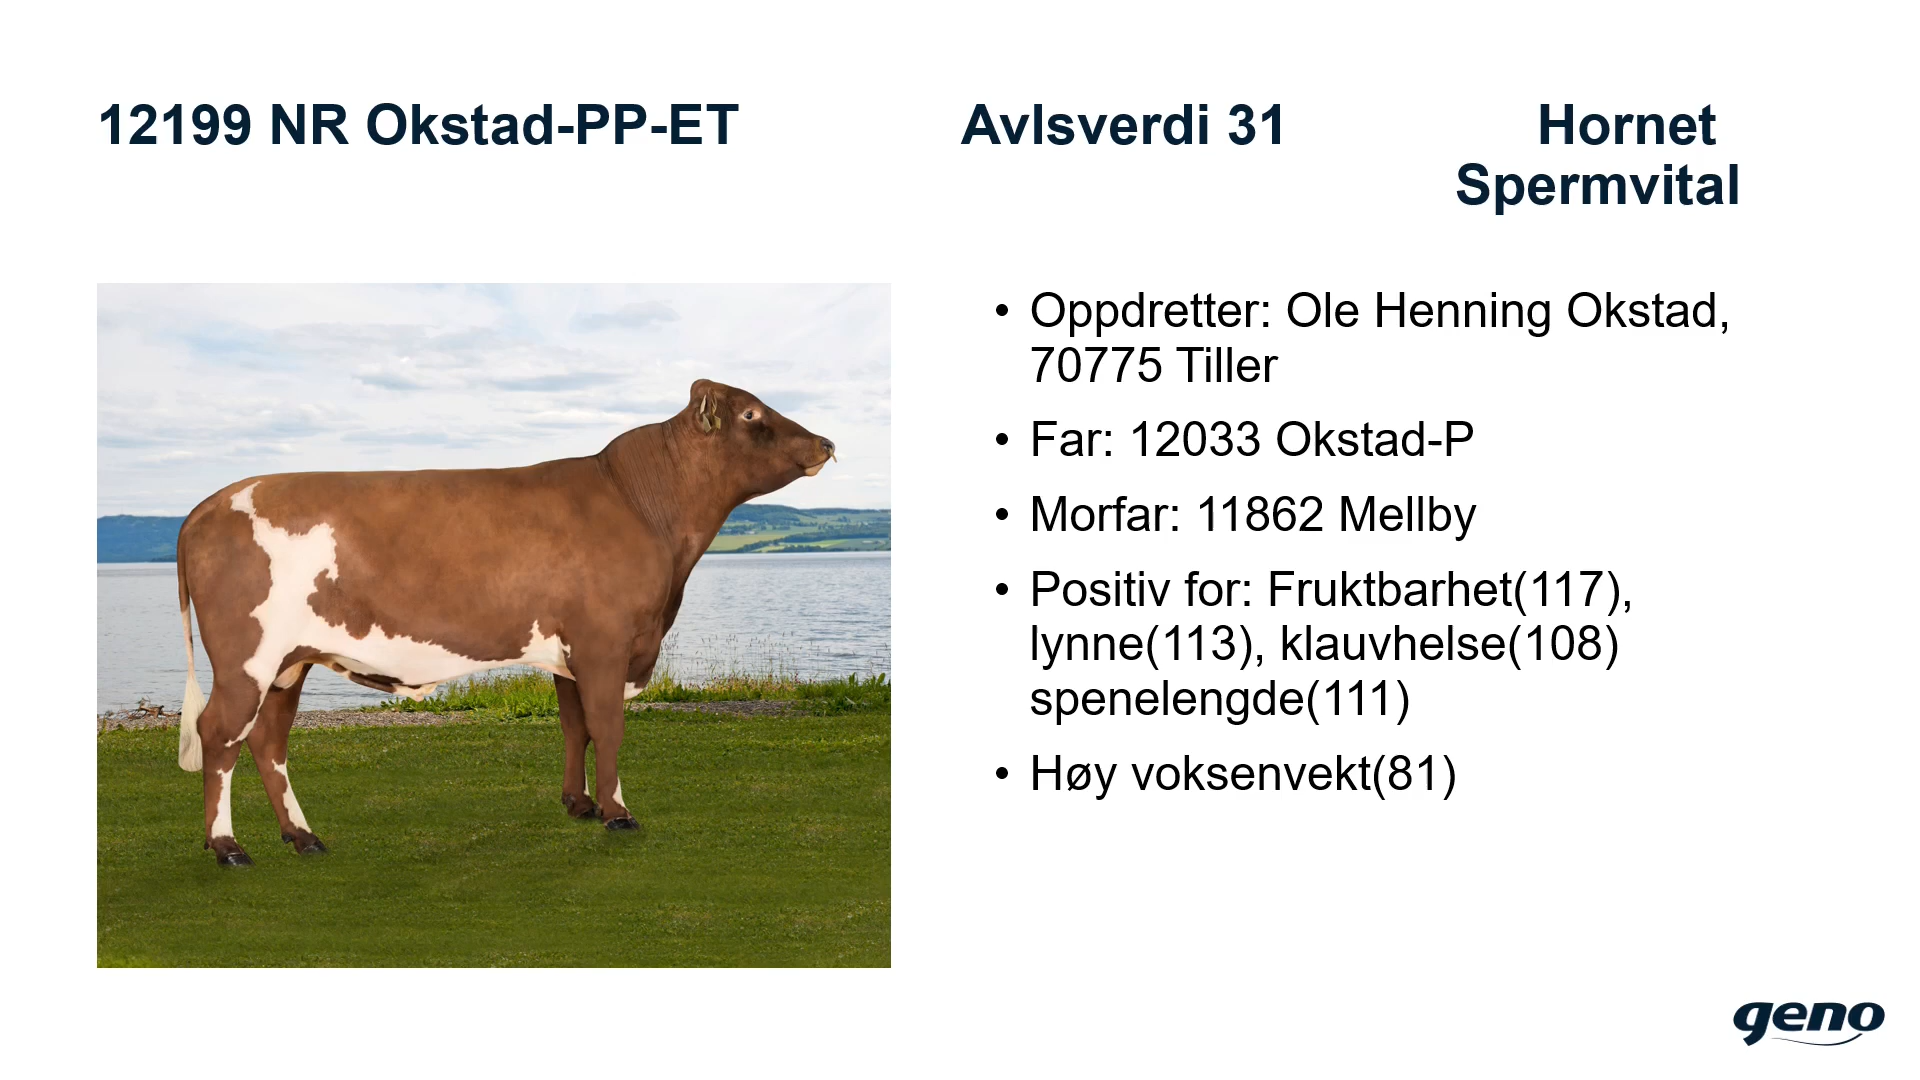 12199 NR Okstad-PP-ET Avlsverdi 31 Hornet
Spermvital
• Oppdretter: Ole Henning Okstad,
70775 Tiller
• Far: 12033 Okstad-P
• Morfar: 11862 Mellby
• Positiv for: Fruktbarhet(117),
lynne(113), klauvhelse(108)
spenelengde(111)
• Høy voksenvekt(81)
geno